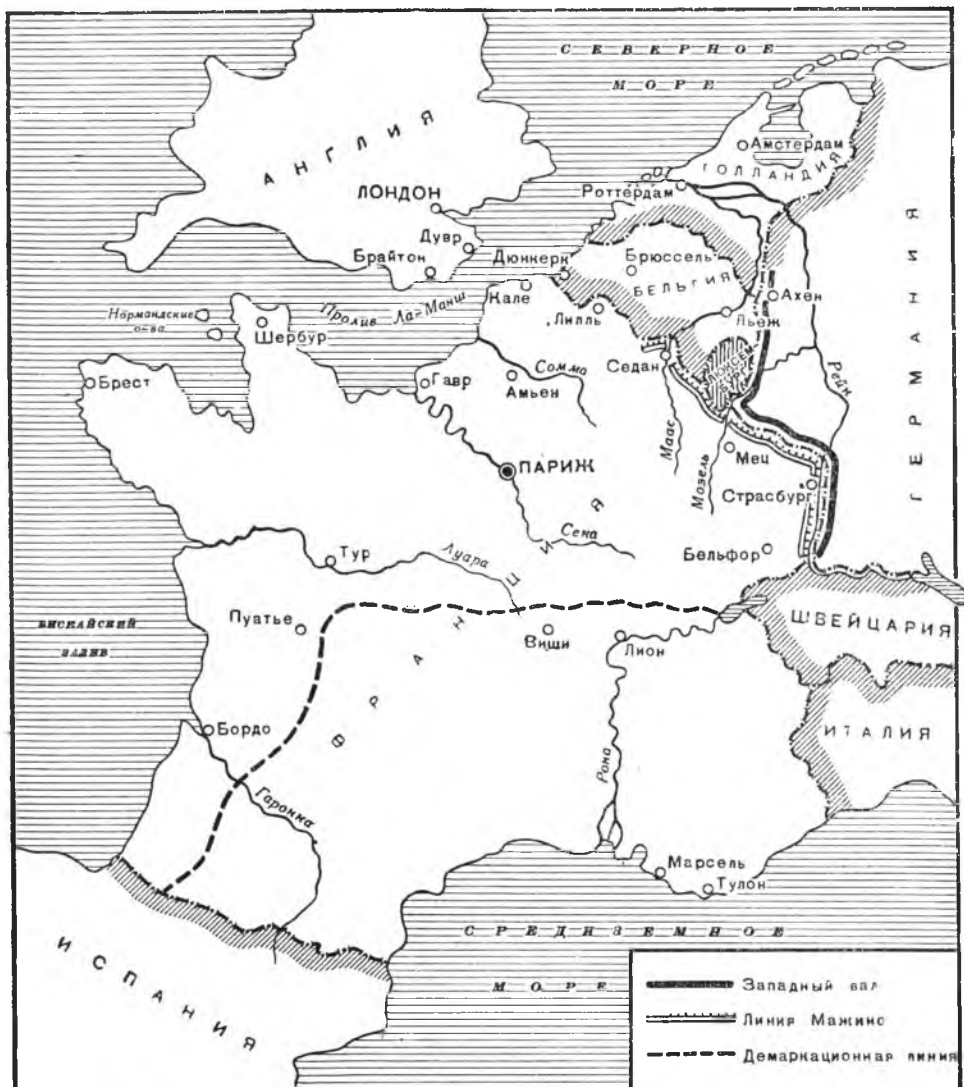 СЕВЕРНОЕ
МОРЕ
АНГЛИЯ
Амстердам
ГОЛЛАНДИЯ
ЛОНДОН
Роттердам
Дувр
Брайтон
Дюнкерк
Брюссель
БЕЛЬГИЯ
Ахен
ГЕРМАНИЯ
Кале
Нормандские
о-ва
Пролив Ла-Манш
Шербур
Лилль
Льеж
Седан
Рейн
Брест
Гавр
Сомма
Амьен
Маас
Мозель
Мец
ПАРИЖ
Страсбург
Сена
Бельфор
Тур
Луара
ФРАНЦИЯ
БИСКАЙСКИЙ
ЗАЛИВ
Пуатье
Виши
Лион
ШВЕЙЦАРИЯ
Бордо
ИТАЛИЯ
Рона
Гаронна
Марсель
Тулон
СРЕДИЗЕМНОЕ
МОРЕ
ИСПАНИЯ
Западный вал
Линия Мажино
Демаркационная линия